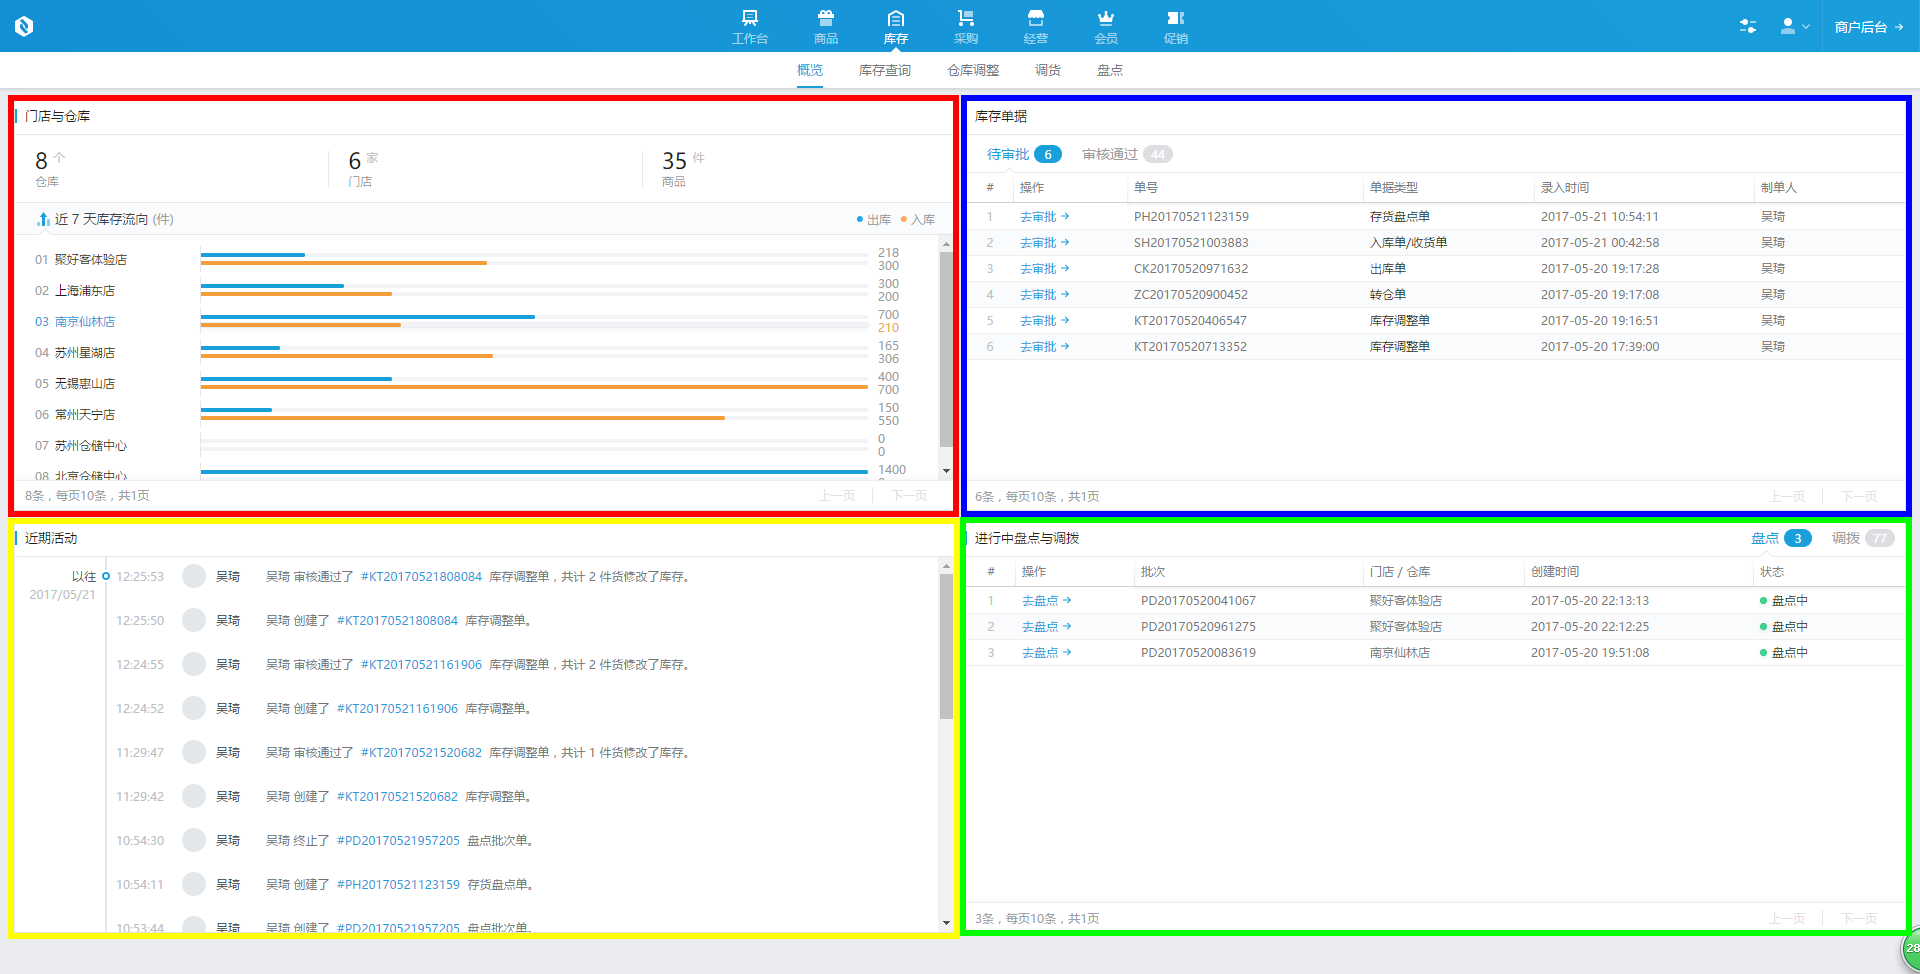 工作台 商品 库存 采购 经营 会员 促销 商户后台 →
概览 库存查询 仓库调整 调货 盘点
门店与仓库
8 个 6 家 35 件
仓库 门店 商品
近 7 天库存流向 (件) 出库 入库
01 聚好客体验店 218
300
02 上海浦东店 300
200
03 南京仙林店 700
210
04 苏州星湖店 165
306
05 无锡惠山店 400
700
06 常州天宁店 150
550
07 苏州仓储中心 0
0
08 北京仓储中心 1400
8条，每页10条，共1页 上一页 下一页
库存单据
待审批 6 审核通过 44
# 操作 单号 单据类型 录入时间 制单人
1 去审批 → PH20170521123159 存货盘点单 2017-05-21 10:54:11 吴琦
2 去审批 → SH20170521003883 入库单/收货单 2017-05-21 00:42:58 吴琦
3 去审批 → CK20170520971632 出库单 2017-05-20 19:17:28 吴琦
4 去审批 → ZC20170520900452 转仓单 2017-05-20 19:17:08 吴琦
5 去审批 → KT20170520406547 库存调整单 2017-05-20 19:16:51 吴琦
6 去审批 → KT20170520713352 库存调整单 2017-05-20 17:39:00 吴琦
6条，每页10条，共1页 上一页 下一页
近期活动
以往 12:25:53 吴琦 吴琦 审核通过了 #KT20170521808084 库存调整单，共计 2 件货修改了库存。
2017/05/21
12:25:50 吴琦 吴琦 创建了 #KT20170521808084 库存调整单。
12:24:55 吴琦 吴琦 审核通过了 #KT20170521161906 库存调整单，共计 2 件货修改了库存。
12:24:52 吴琦 吴琦 创建了 #KT20170521161906 库存调整单。
11:29:47 吴琦 吴琦 审核通过了 #KT20170521520682 库存调整单，共计 1 件货修改了库存。
11:29:42 吴琦 吴琦 创建了 #KT20170521520682 库存调整单。
10:54:30 吴琦 吴琦 终止了 #PD20170521957205 盘点批次单。
10:54:11 吴琦 吴琦 创建了 #PH20170521123159 存货盘点单。
10:53:44 吴琦 吴琦 创建了 #PD20170521957205 盘点批次单。
进行中盘点与调拨 盘点 3 调拨 77
# 操作 批次 门店 / 仓库 创建时间 状态
1 去盘点 → PD20170520041067 聚好客体验店 2017-05-20 22:13:13 盘点中
2 去盘点 → PD20170520961275 聚好客体验店 2017-05-20 22:12:25 盘点中
3 去盘点 → PD20170520083619 南京仙林店 2017-05-20 19:51:08 盘点中
3条，每页10条，共1页 上一页 下一页
28